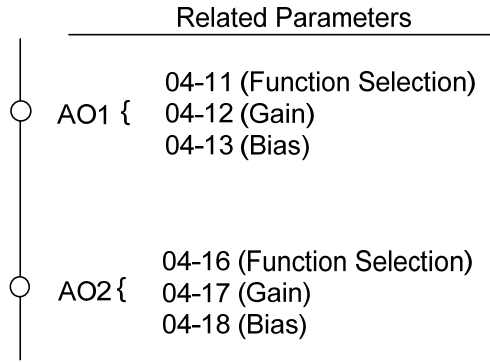 Related Parameters
04-11 (Function Selection)
AO1 { 04-12 (Gain)
04-13 (Bias)
04-16 (Function Selection)
AO2 { 04-17 (Gain)
04-18 (Bias)